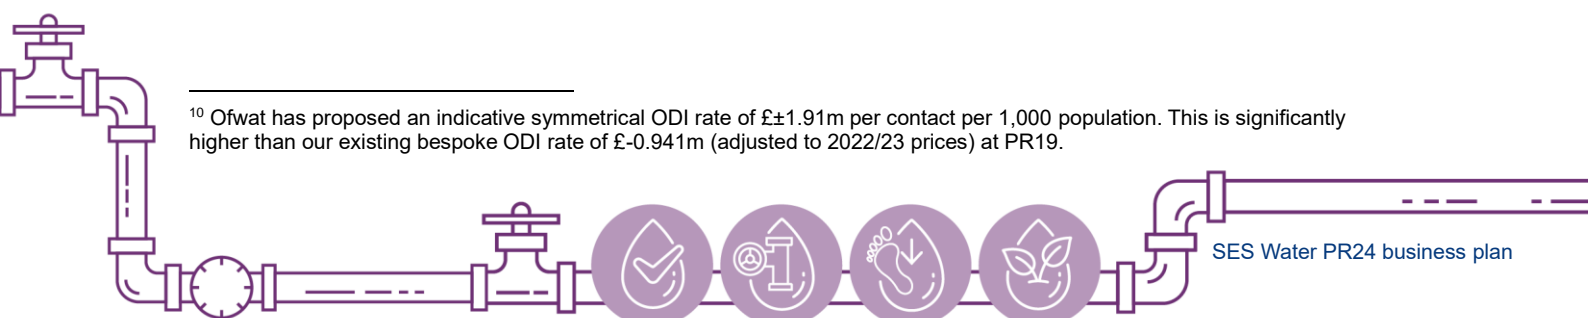 10 Ofwat has proposed an indicative symmetrical ODI rate of £±1.91m per contact per 1,000 population. This is significantly
higher than our existing bespoke ODI rate of £-0.941m (adjusted to 2022/23 prices) at PR19.
SES Water PR24 business plan